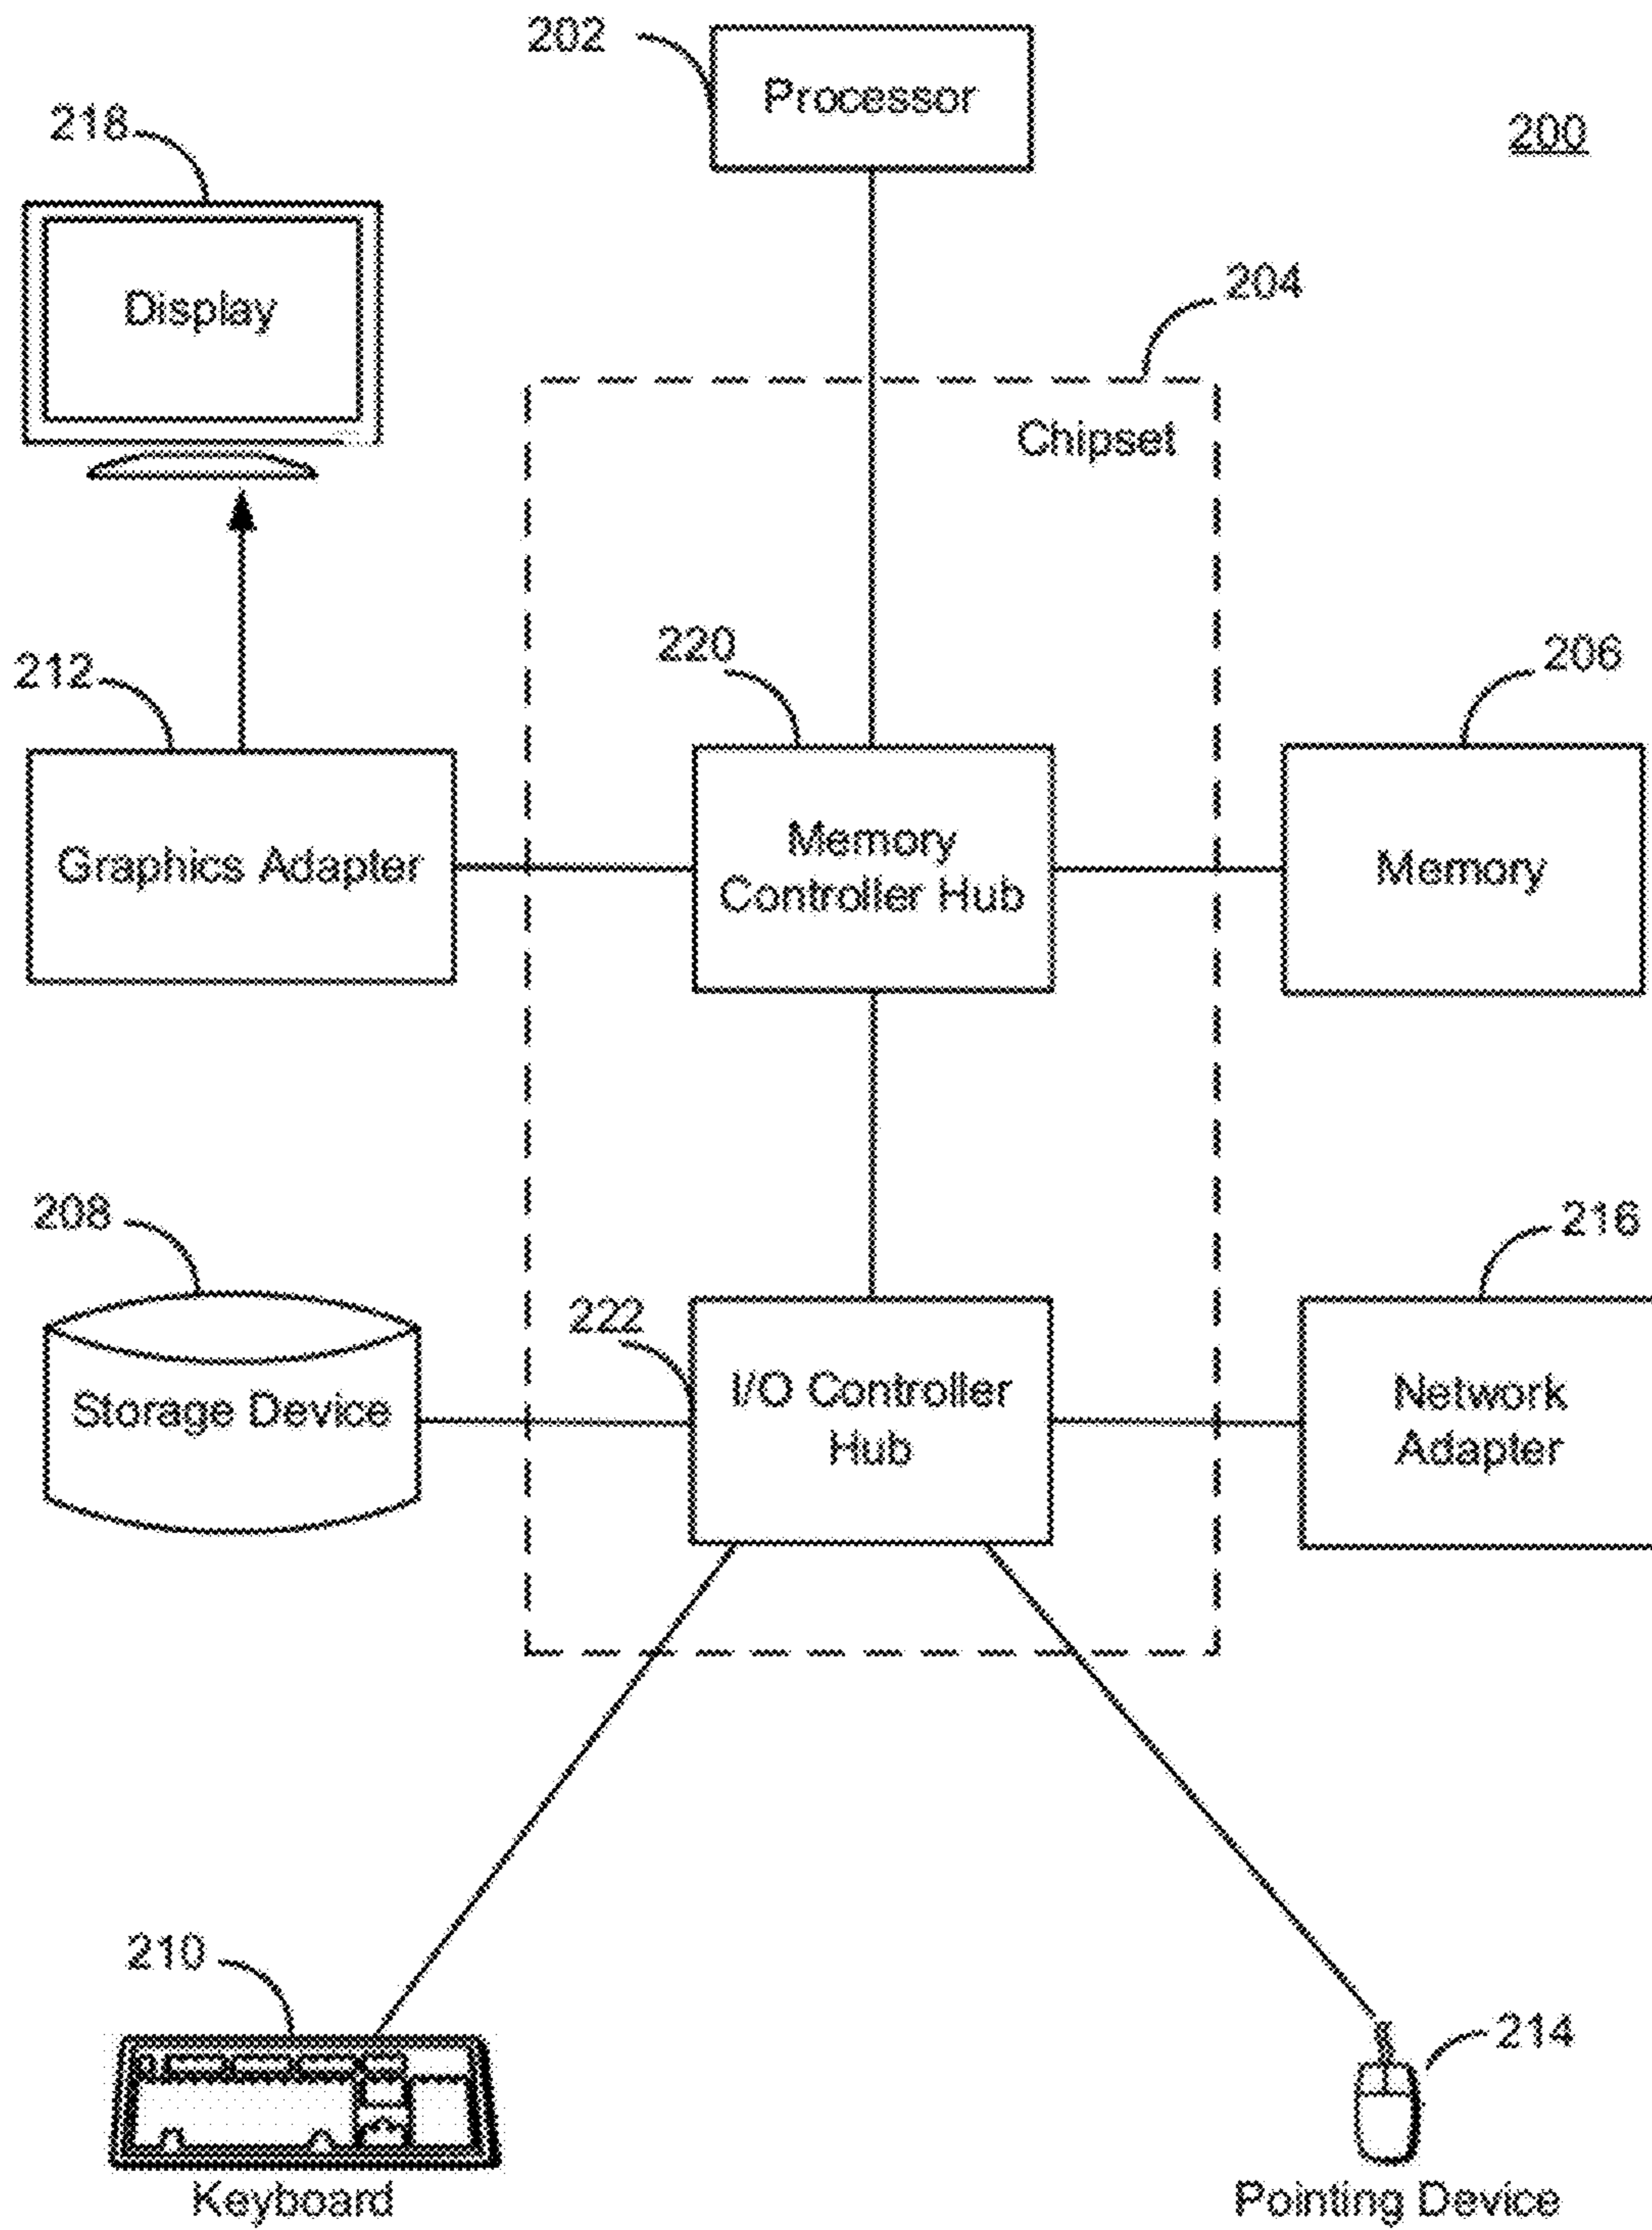 202
Processor
200
218
Display
204
Chipset
220
206
212
Memory
Controller Hub
Graphics Adapter
Memory
208
216
222
I/O Controller
Hub
Storage Device
Network
Adapter
210
214
Keyboard
Pointing Device